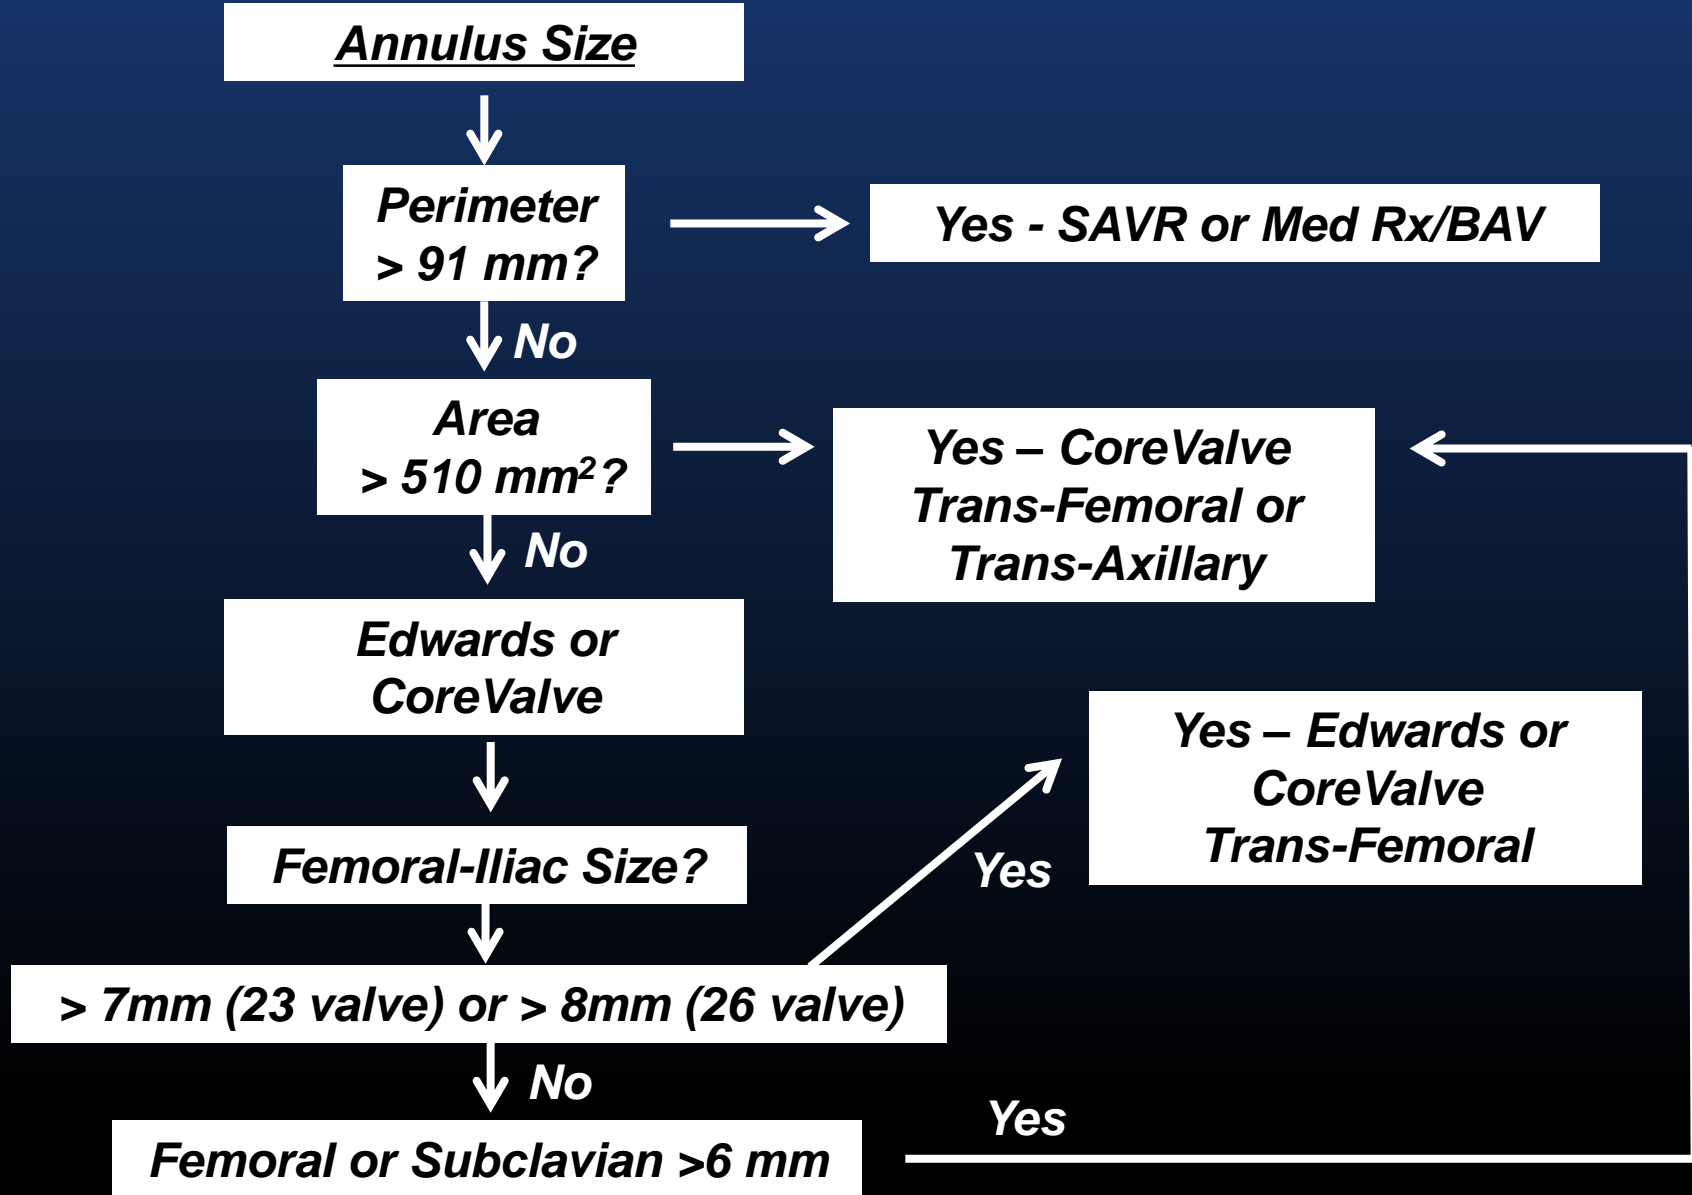 Annulus Size
Perimeter
> 91 mm?
Yes - SAVR or Med Rx/BAV
No
Area
> 510 mm²?
Yes – CoreValve
Trans-Femoral or
Trans-Axillary
No
Edwards or
CoreValve
Yes – Edwards or
CoreValve
Trans-Femoral
Femoral-Iliac Size?
Yes
> 7mm (23 valve) or > 8mm (26 valve)
No
Yes
Femoral or Subclavian >6 mm